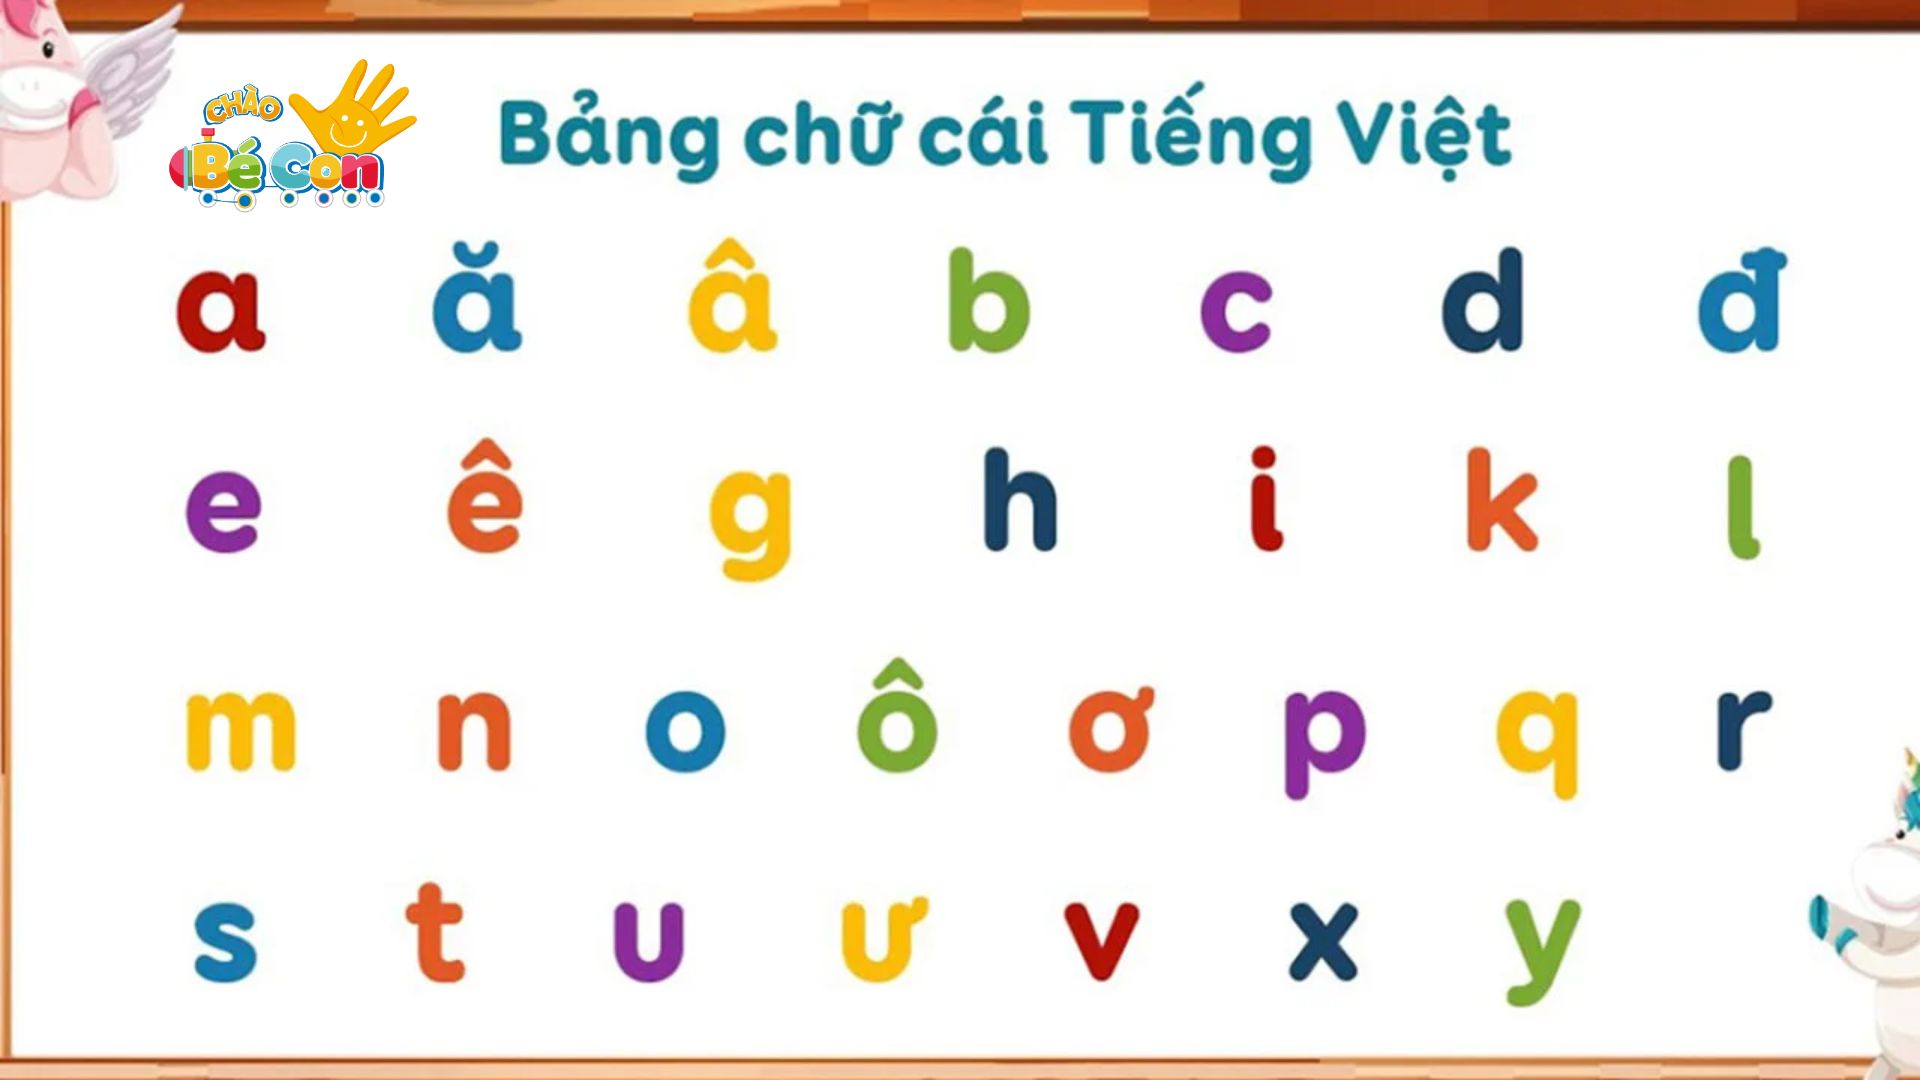 CHÀO
Bé Con
Bảng chữ cái Tiếng Việt
a ă â b c d đ
e ê g h i k l
m n o ô ơ p q r
s t u ư v x y